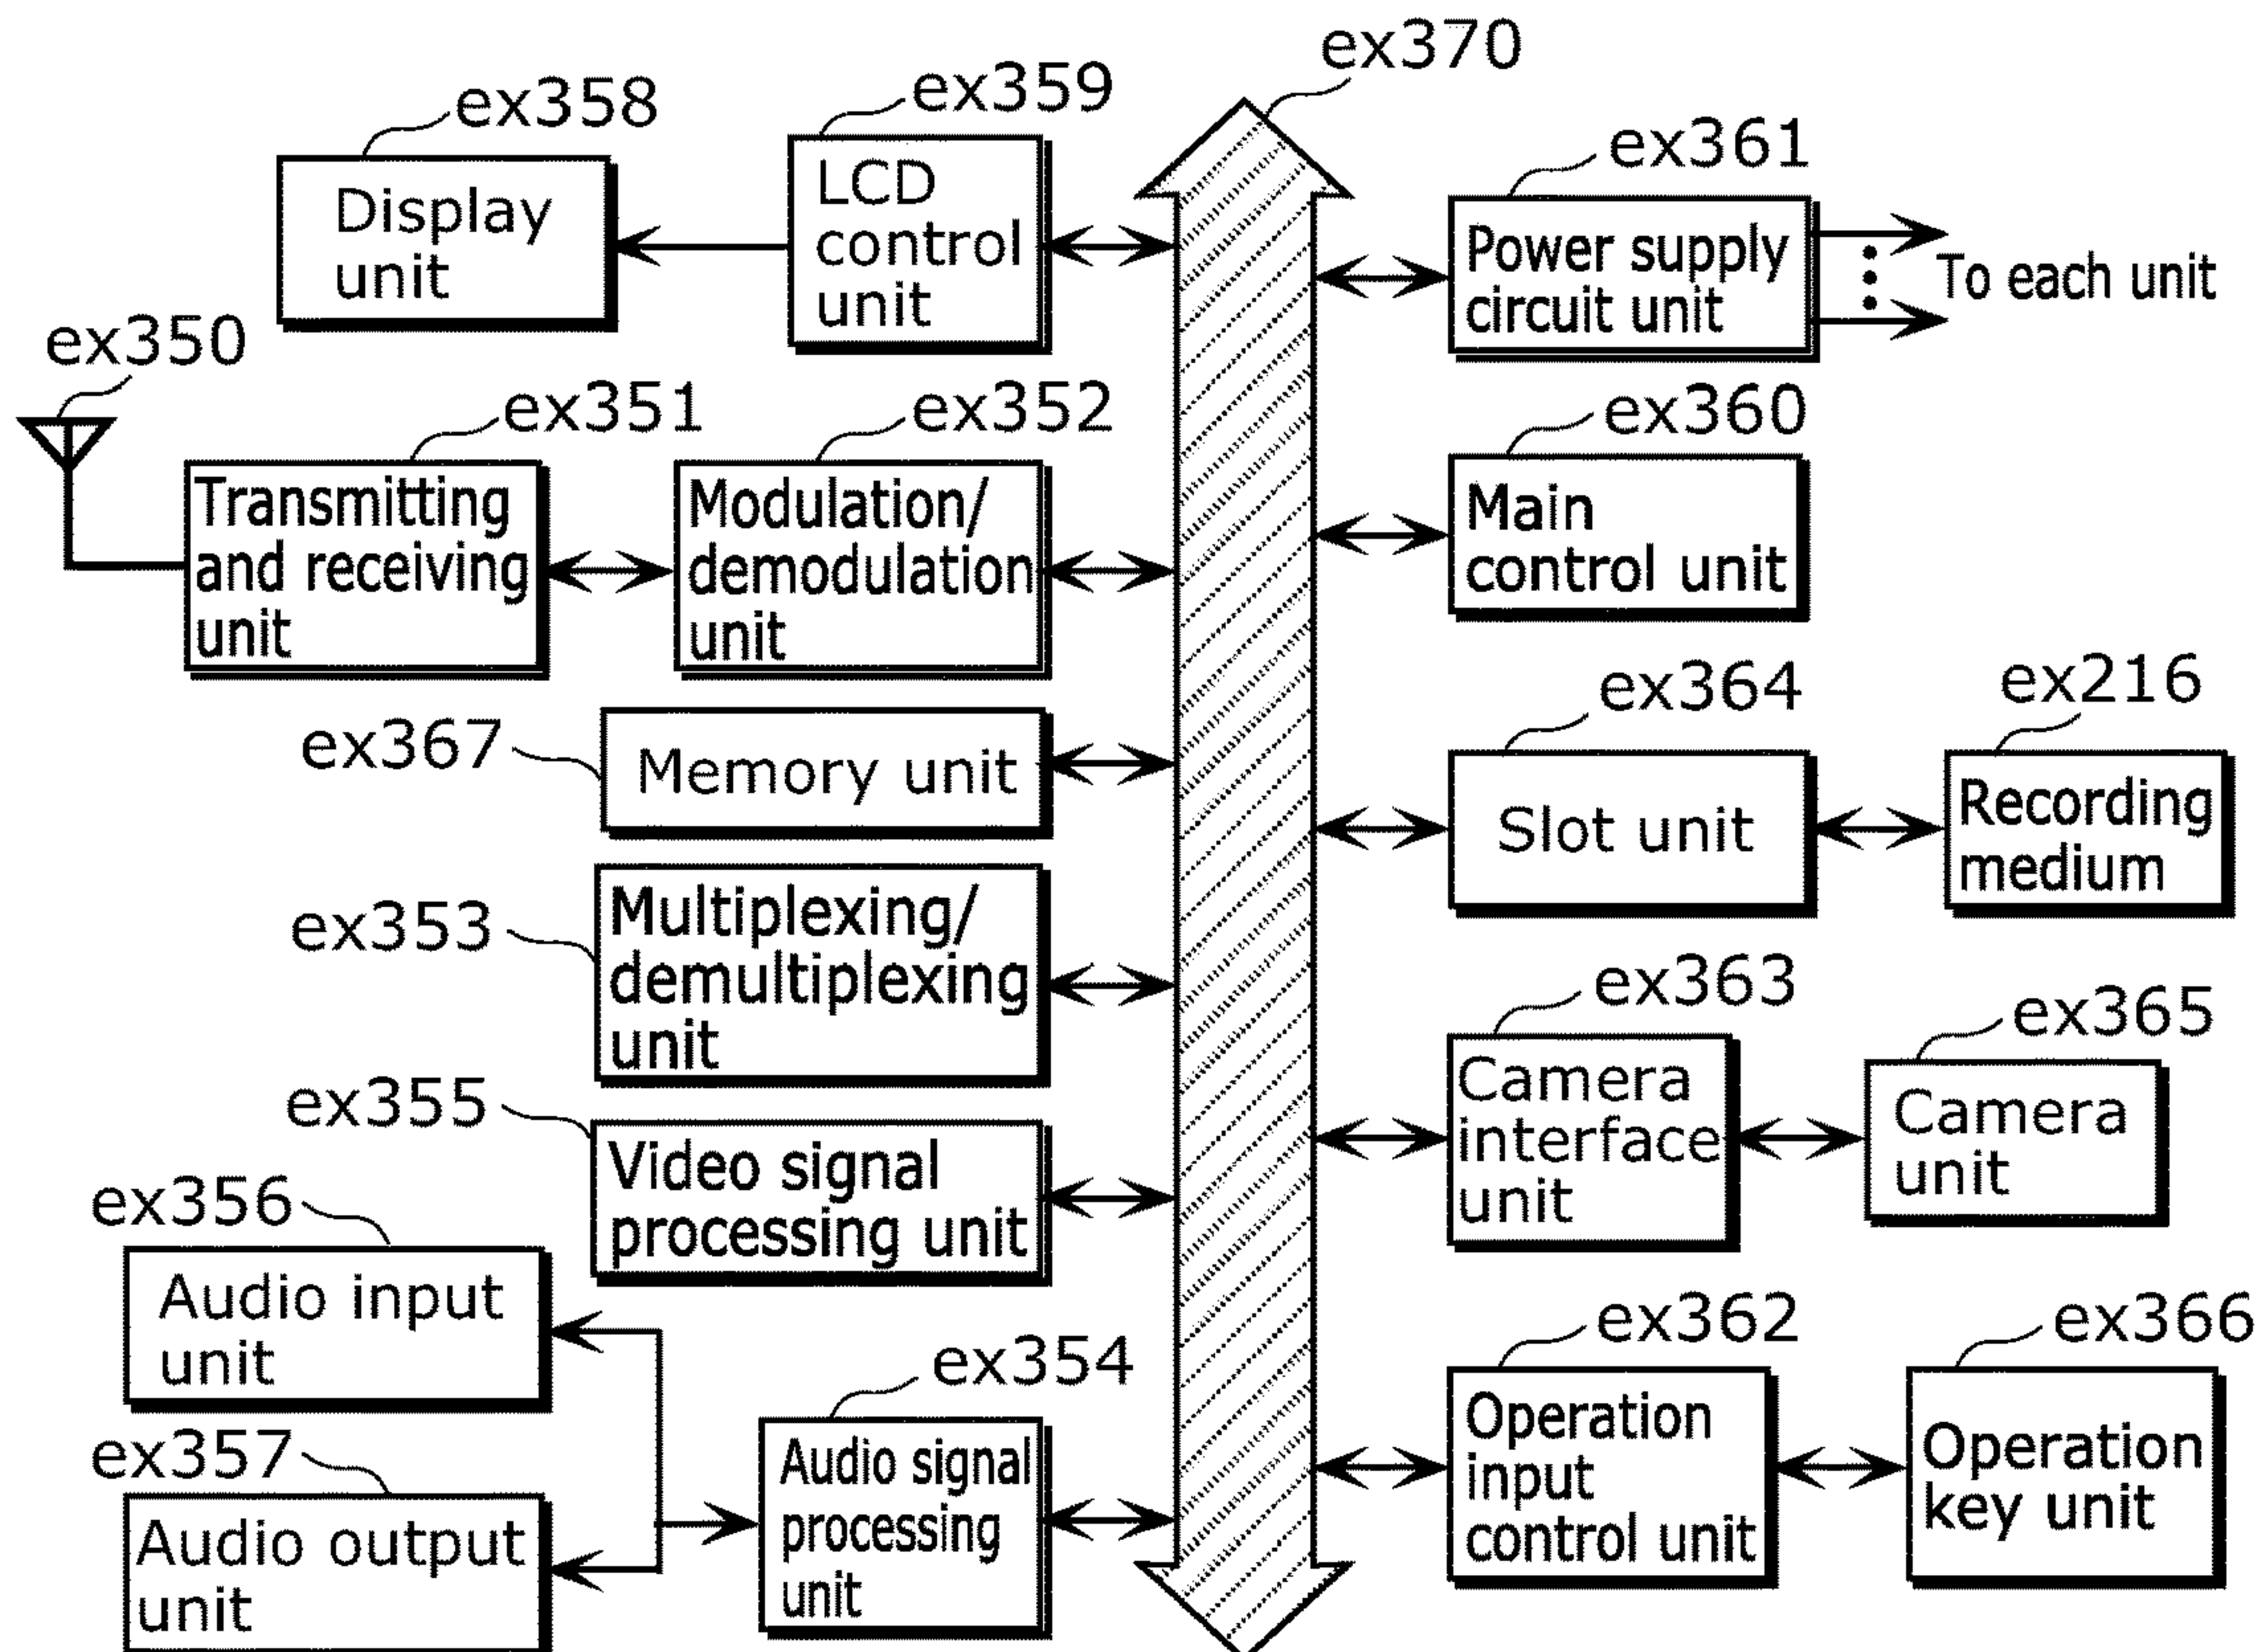 ex370
ex359
ex358
ex361
LCD
control
unit
Display
unit
Power supply
circuit unit
To each unit
ex350
ex351
ex352
ex360
Transmitting
and receiving
unit
Modulation/
demodulation
unit
Main
control unit
ex364
ex216
ex367
Memory unit
Slot unit
Recording
medium
ex353
Multiplexing/
demultiplexing
unit
ex363
ex365
Camera
interface
unit
Camera
unit
ex355
Video signal
processing unit
ex356
Audio input
unit
ex362
ex366
ex354
Operation
input
control unit
Operation
key unit
ex357
Audio output
unit
Audio signal
processing
unit